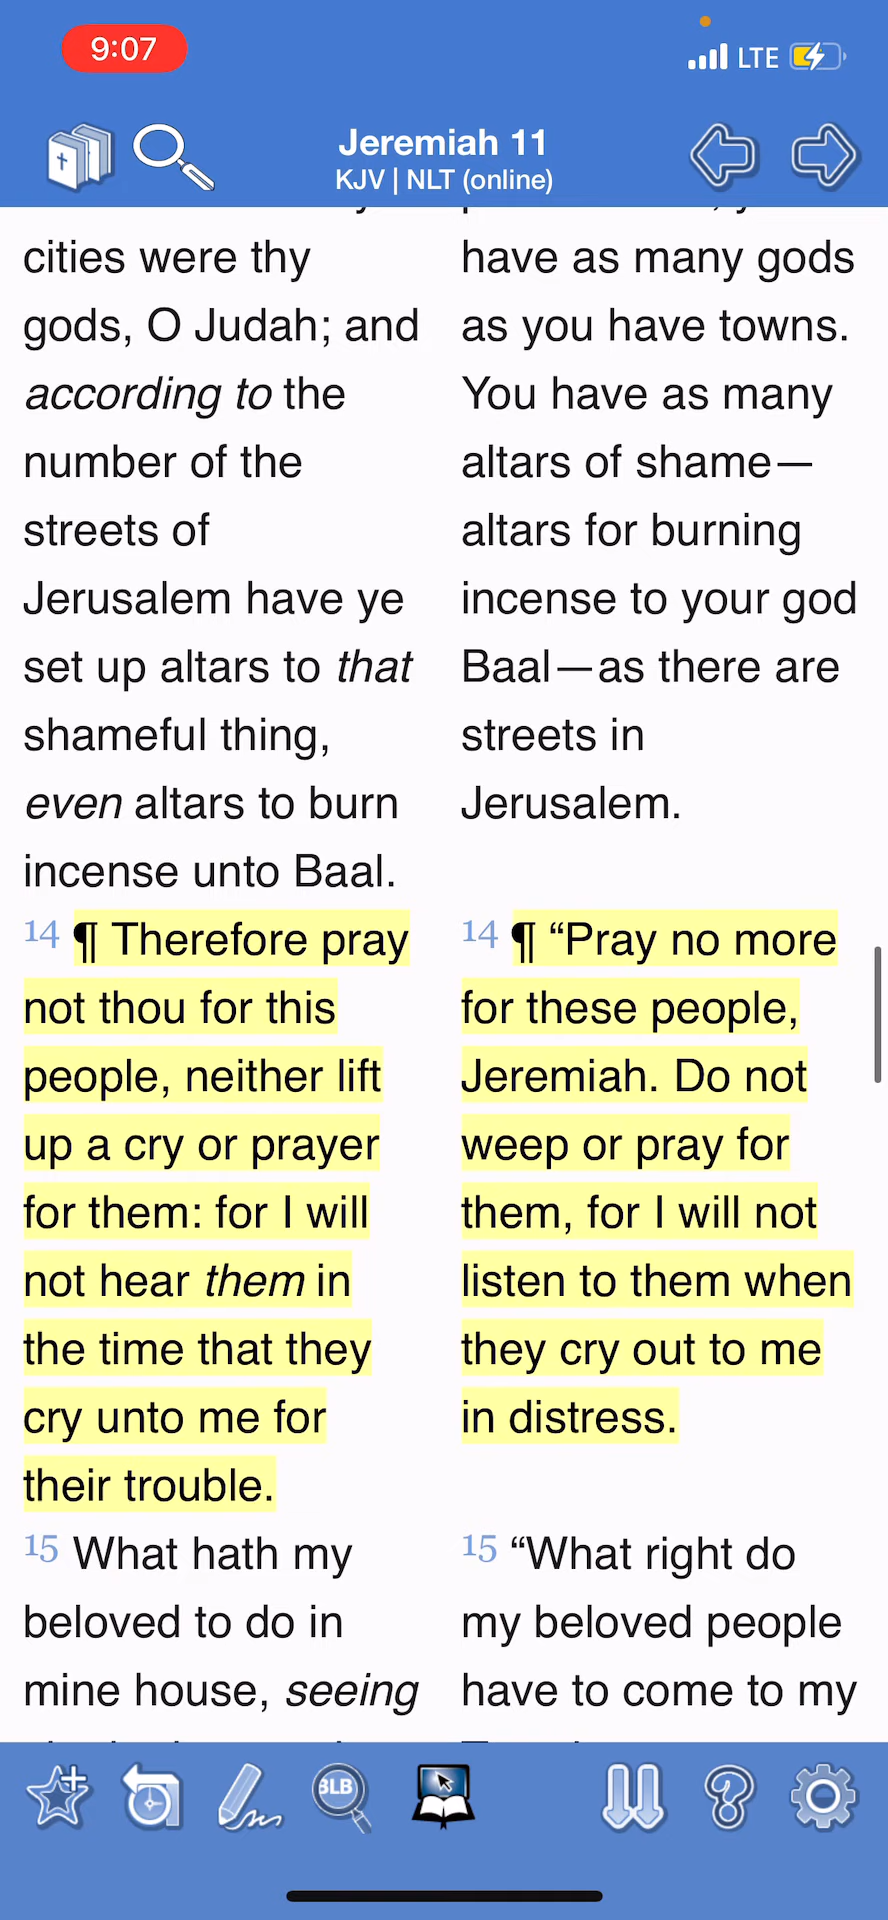 9:07
LTE
Jeremiah 11
KJV | NLT (online)
cities were thy
gods, O Judah; and
according to the
number of the
streets of
Jerusalem have ye
set up altars to that
shameful thing,
even altars to burn
incense unto Baal.
14 ¶ Therefore pray
not thou for this
people, neither lift
up a cry or prayer
for them: for I will
not hear them in
the time that they
cry unto me for
their trouble.
15 What hath my
beloved to do in
mine house, seeing
have as many gods
as you have towns.
You have as many
altars of shame—
altars for burning
incense to your god
Baal—as there are
streets in
Jerusalem.
14 ¶ “Pray no more
for these people,
Jeremiah. Do not
weep or pray for
them, for I will not
listen to them when
they cry out to me
in distress.
15 “What right do
my beloved people
have to come to my
BLB